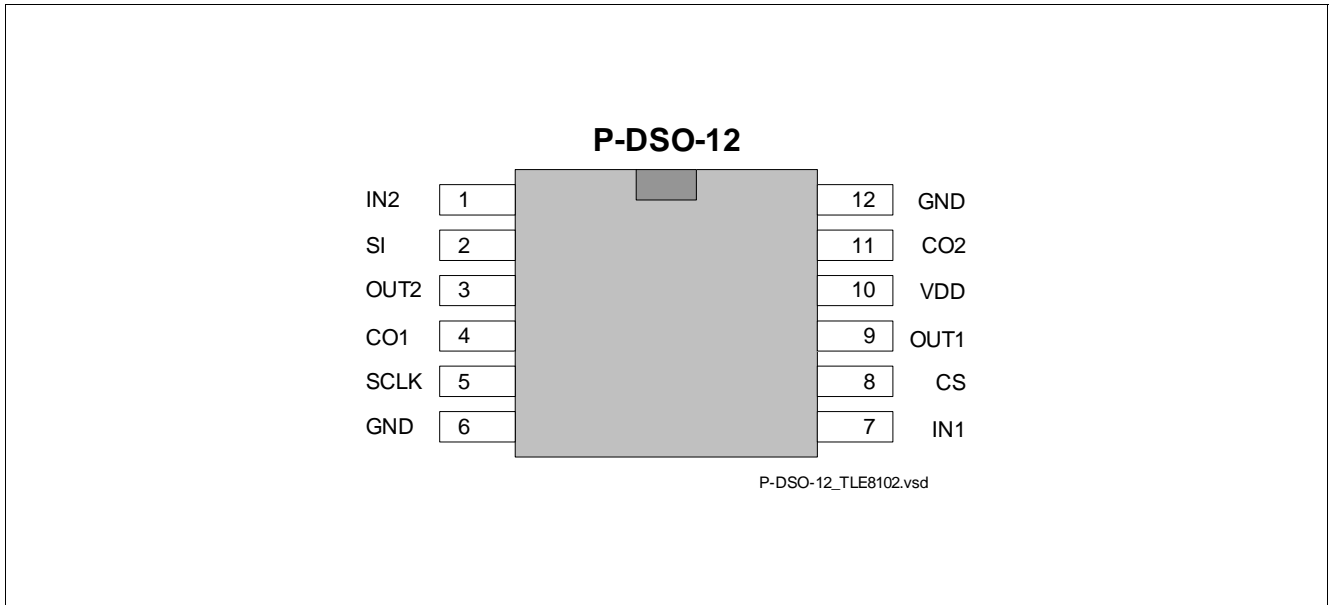 P-DSO-12
IN2 1 12 GND
SI 2 11 CO2
OUT2 3 10 VDD
CO1 4 9 OUT1
SCLK 5 8 CS
GND 6 7 IN1
P-DSO-12_TLE8102.vsd